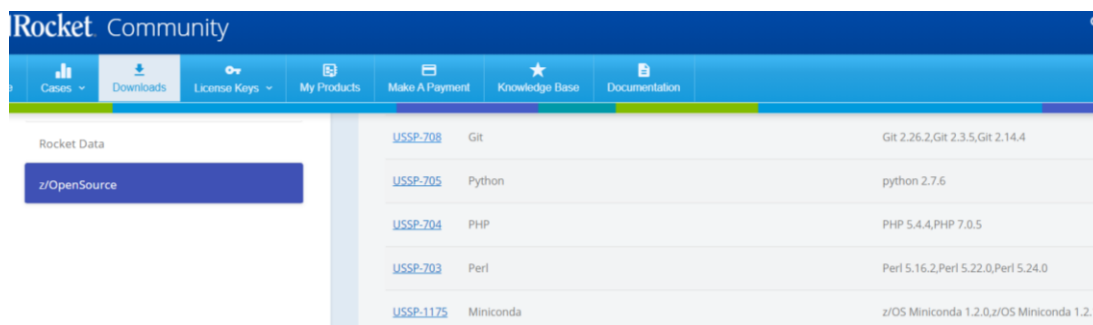 Rocket. Community
Cases Downloads License Keys My Products Make A Payment Knowledge Base Documentation
Rocket Data
z/OpenSource
USSP-708 Git Git 2.26.2,Git 2.3.5,Git 2.14.4
USSP-705 Python python 2.7.6
USSP-704 PHP PHP 5.4.4,PHP 7.0.5
USSP-703 Perl Perl 5.16.2,Perl 5.22.0,Perl 5.24.0
USSP-1175 Miniconda z/OS Miniconda 1.2.0,z/OS Miniconda 1.2.